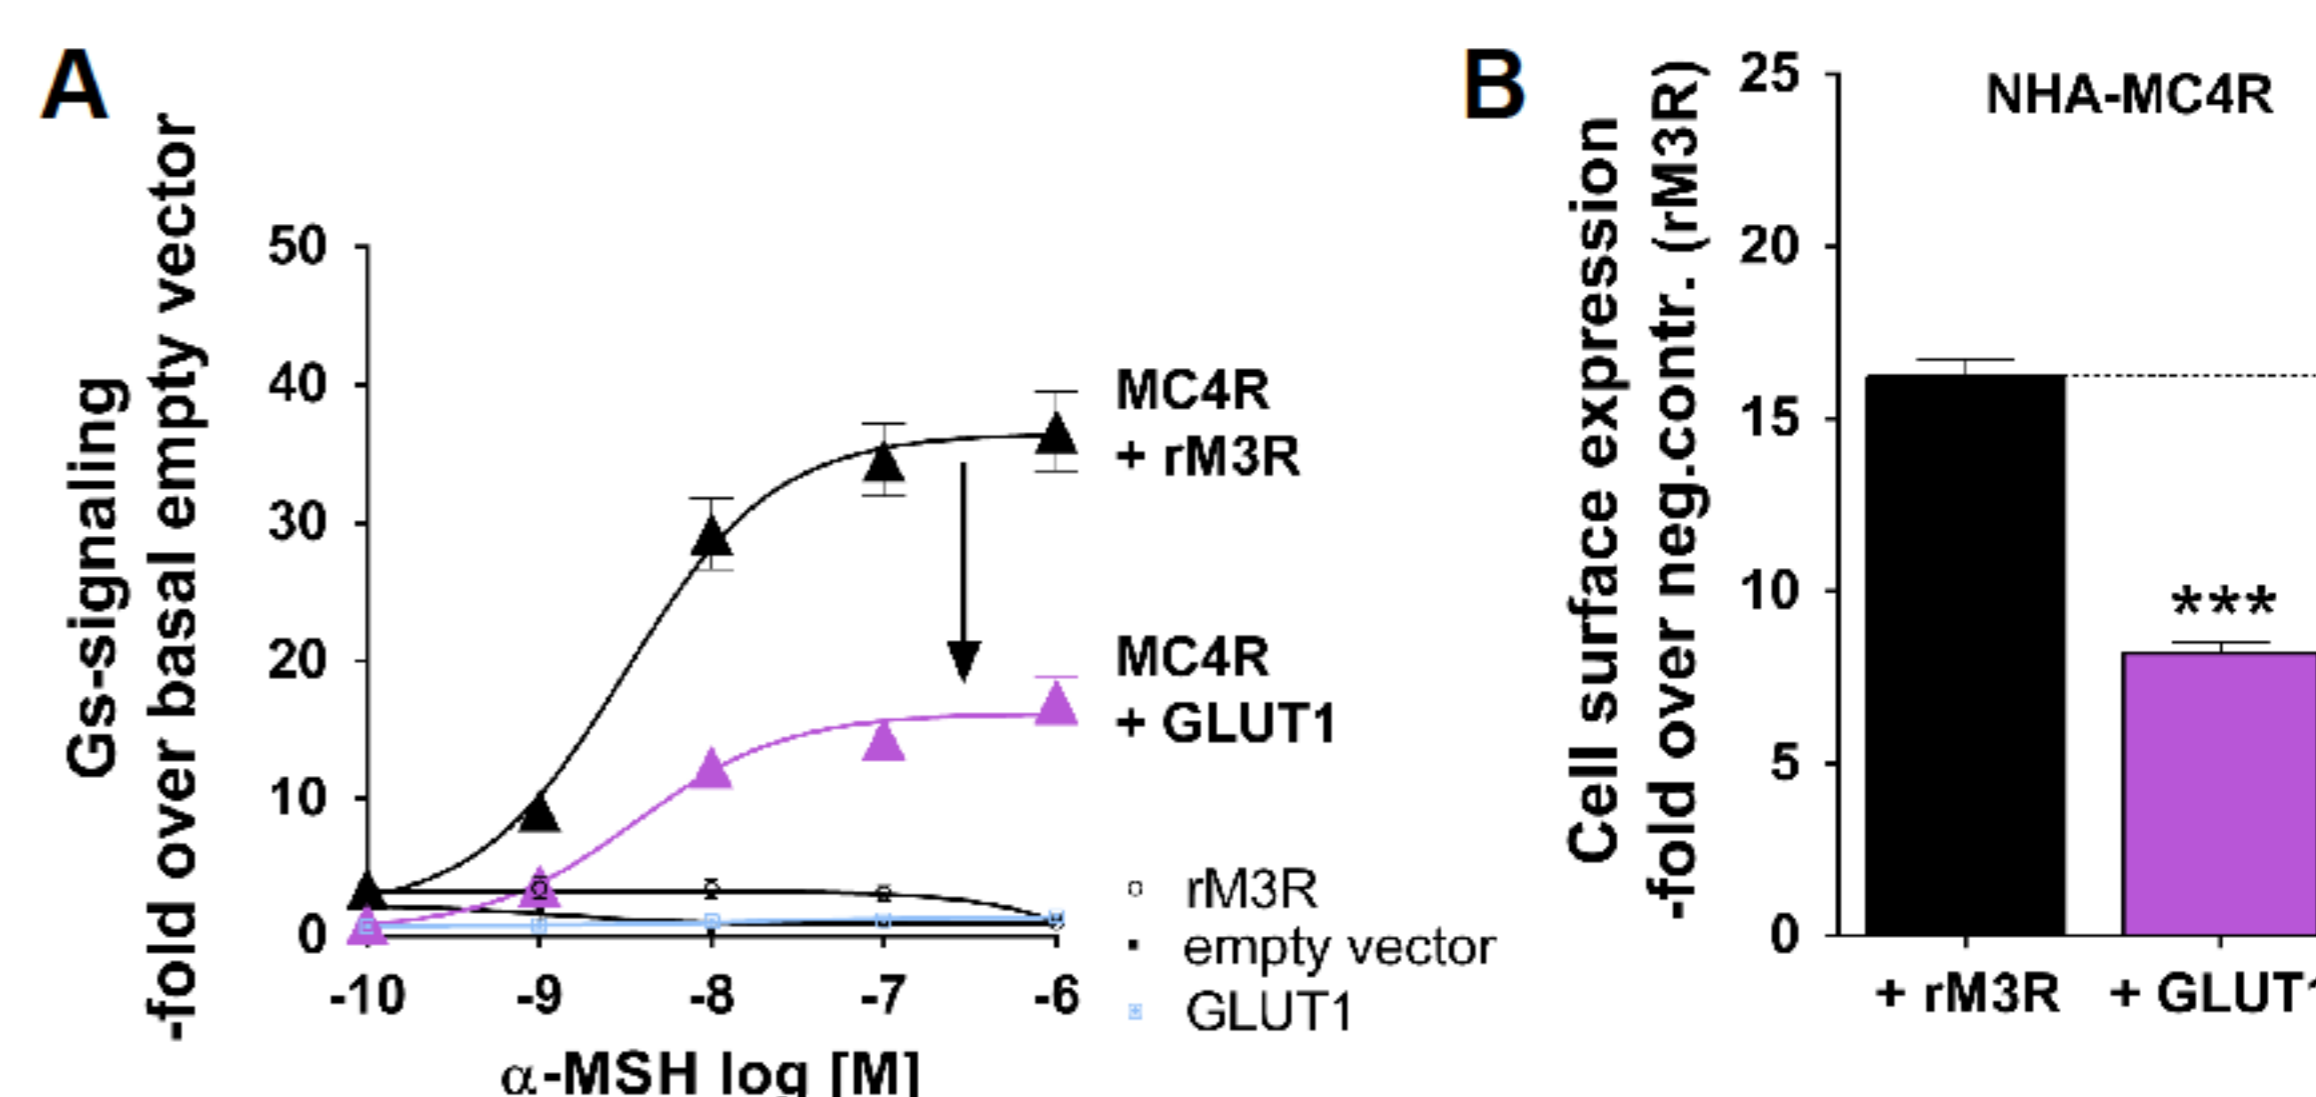 A
Gs-signaling
-fold over basal empty vector
50
40
30
20
10
0
-10 -9 -8 -7 -6
α-MSH log [M]
MC4R
+ rM3R
MC4R
+ GLUT1
rM3R
empty vector
GLUT1
B
Cell surface expression
-fold over neg.contr. (rM3R)
25
20
15
10
5
0
NHA-MC4R
***
+ rM3R + GLUT1